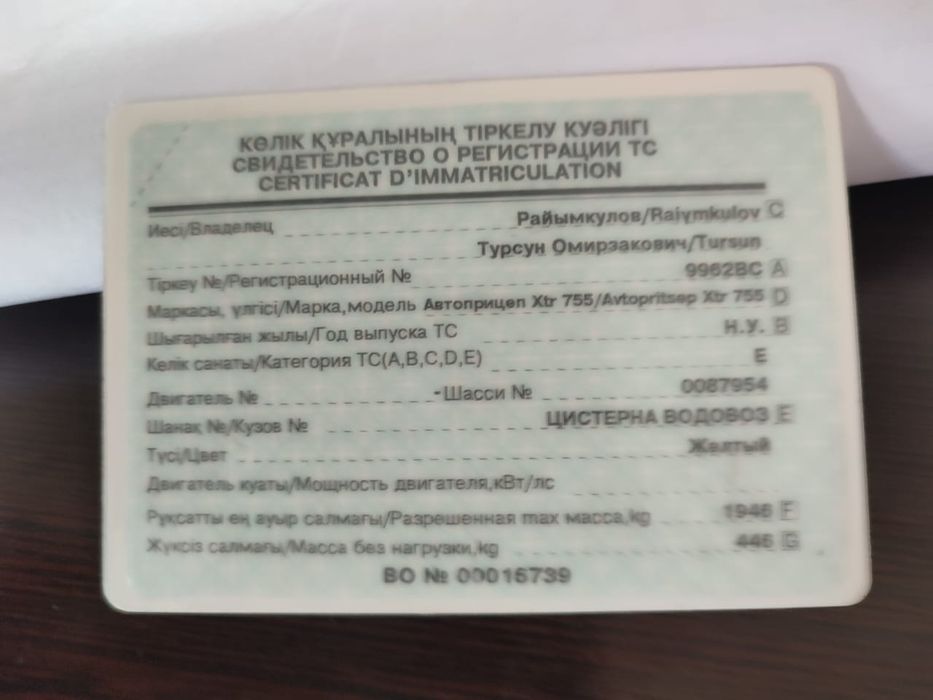 КӨЛІК ҚҰРАЛЫНЫҢ ТІРКЕЛУ КУӘЛІГІ
СВИДЕТЕЛЬСТВО О РЕГИСТРАЦИИ ТС
CERTIFICAT D'IMMATRICULATION
Иесі/Владелец Райымкулов/Raiymkulov C
Турсун Омирзакович/Tursun
Тіркеу №/Регистрационный № 9962BC A
Маркасы, үлгісі/Марка,модель Автоприцеп Xtr 755/Avtopritsep Xtr 755 D
Шығарылған жылы/Год выпуска ТС Н.У. B
Көлік санаты/Категория ТС(A,B,C,D,E) E
Двигатель № - Шасси № 0087954
Шанақ №/Кузов № ЦИСТЕРНА ВОДОВОЗ E
Түсі/Цвет Желтый
Двигатель қуаты/Мощность двигателя,кВт/лс
Рұқсатты ең ауыр салмағы/Разрешенная max масса,kg 1946 F
Жүксіз салмағы/Масса без нагрузки,kg 446 G
ВО № 00016739